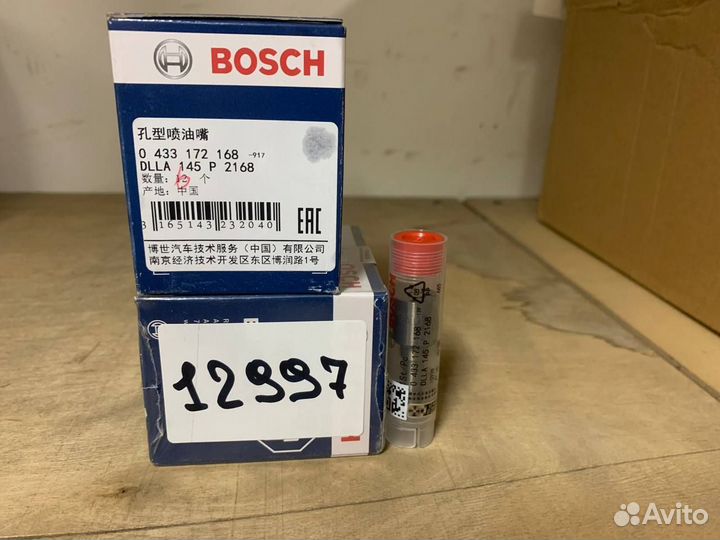 BOSCH
孔型喷油嘴
0 433 172 168 -917
DLLA 145 P 2168
数量: 个
产地: 中国
3 165143 232040
EAC
博世汽车技术服务（中国）有限公司
南京经济技术开发区东区博润路1号
12997
BOSCH
0 433 172 168
DLLA 145 P 2168
Avito